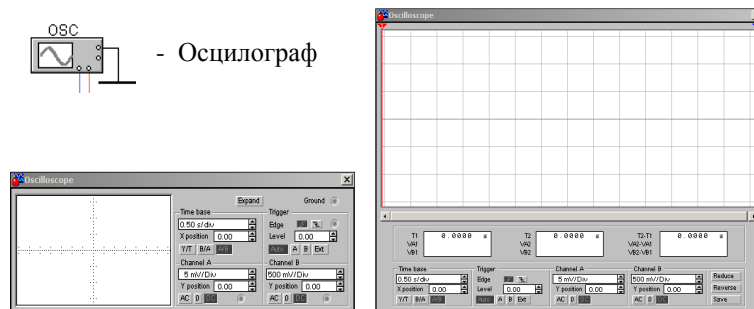 OSC
- Осцилограф
Oscilloscope
Expand
Ground
Time base
0.50 s/div
X position 0.00
Y/T B/A A/B
Trigger
Edge
Level 0.00
Auto A B Ext
Channel A
5 mV/Div
Y position 0.00
AC 0 DC
Channel B
500 mV/Div
Y position 0.00
AC 0 DC
Oscilloscope
T1 0.0000 s
VA1
VB1
T2 0.0000 s
VA2
VB2
T2-T1 0.0000 s
VA2-VA1
VB2-VB1
Time base
0.50 s/div
X position 0.00
Y/T B/A A/B
Trigger
Edge
Level 0.00
Auto A B Ext
Channel A
5 mV/Div
Y position 0.00
AC 0 DC
Channel B
500 mV/Div
Y position 0.00
AC 0 DC
Reduce
Reverse
Save